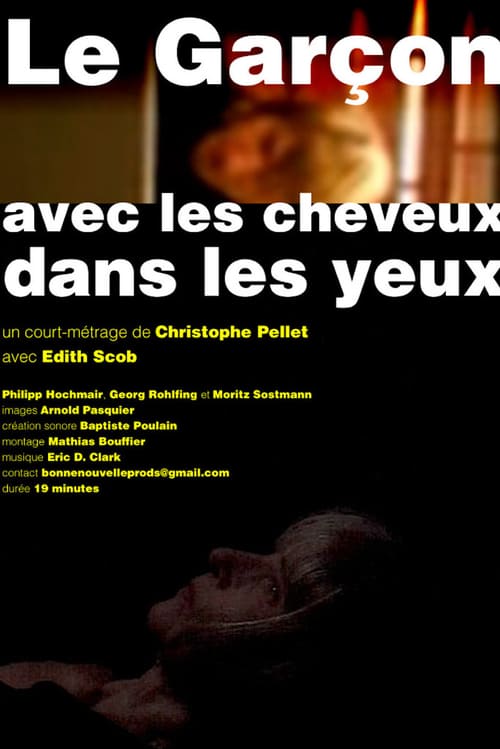 Le Garçon
avec les cheveux
dans les yeux
un court-métrage de Christophe Pellet
avec Edith Scob
Philipp Hochmair, Georg Rohlfing et Moritz Sostmann
images Arnold Pasquier
création sonore Baptiste Poulain
montage Mathias Bouffier
musique Eric D. Clark
contact bonnenouvelleprods@gmail.com
durée 19 minutes